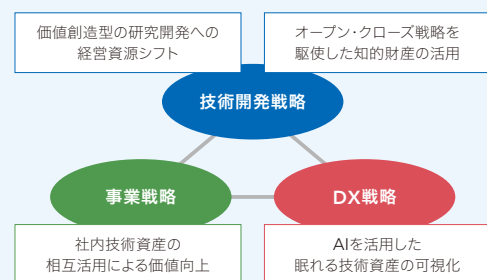 価値創造型の研究開発への
経営資源シフト
オープン・クローズ戦略を
駆使した知的財産の活用
技術開発戦略
事業戦略
DX戦略
社内技術資産の
相互活用による価値向上
AIを活用した
眠れる技術資産の可視化